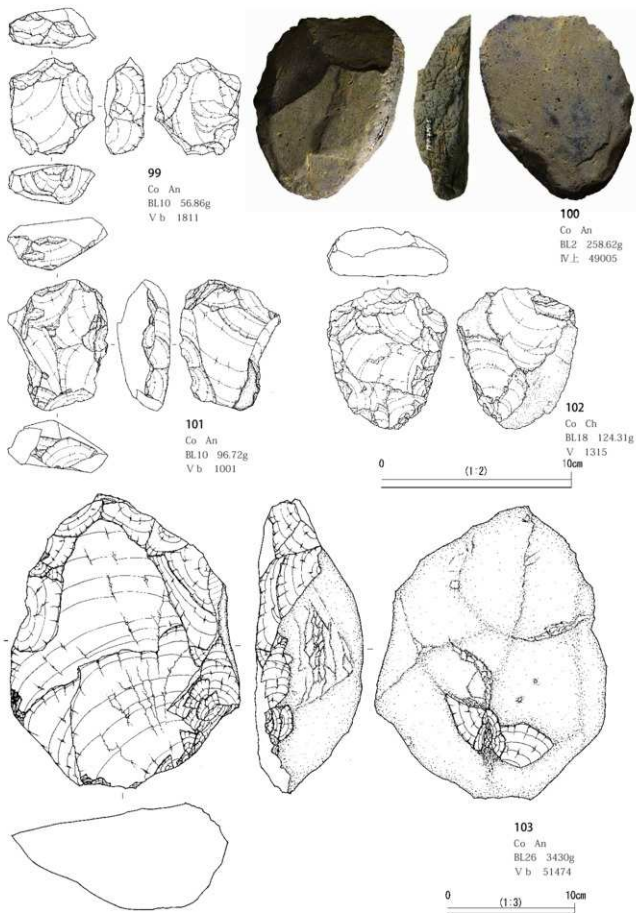 99
Co An
BL10 56.86g
Ⅴb 1811
100
Co An
BL2 258.62g
Ⅳ上 49005
101
Co An
BL10 96.72g
Ⅴb 1001
102
Co Ch
BL18 124.31g
Ⅴ 1315
0 (1:2) 10cm
103
Co An
BL26 3430g
Ⅴb 51474
0 (1:3) 10cm